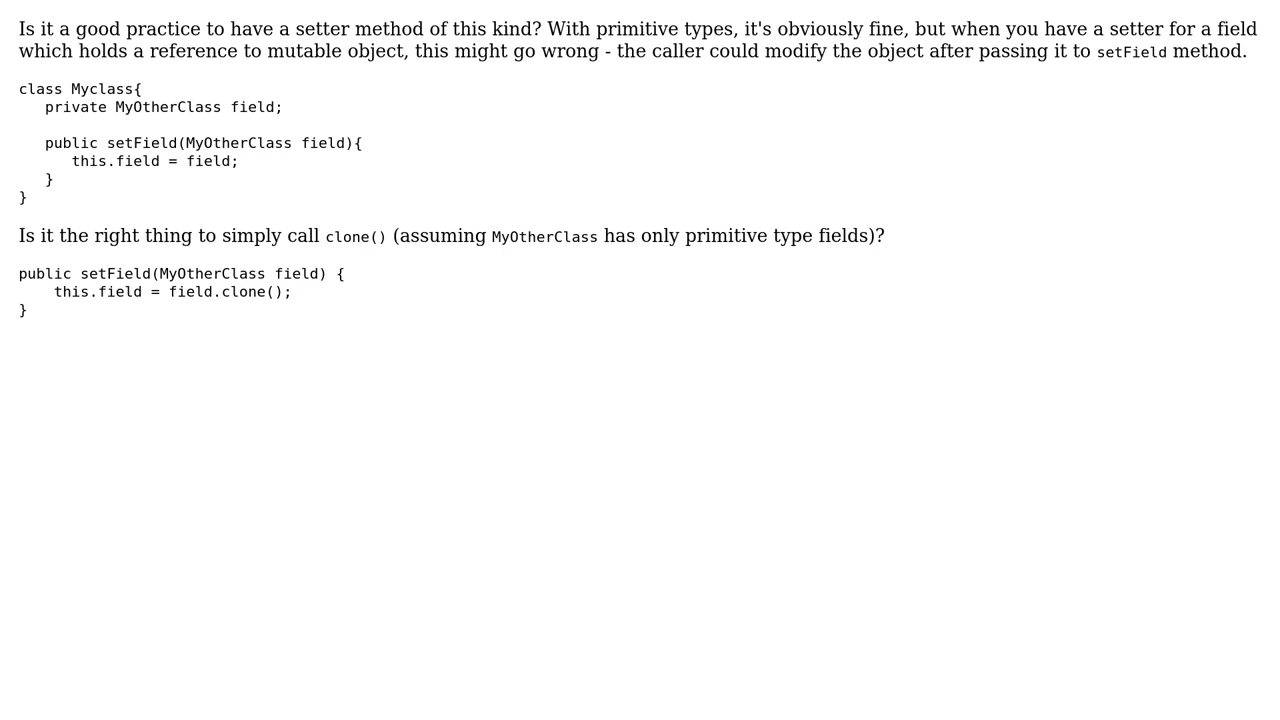 Is it a good practice to have a setter method of this kind? With primitive types, it's obviously fine, but when you have a setter for a field
which holds a reference to mutable object, this might go wrong - the caller could modify the object after passing it to setField method.
class Myclass{
   private MyOtherClass field;
   public setField(MyOtherClass field){
      this.field = field;
   }
}
Is it the right thing to simply call clone() (assuming MyOtherClass has only primitive type fields)?
public setField(MyOtherClass field) {
    this.field = field.clone();
}